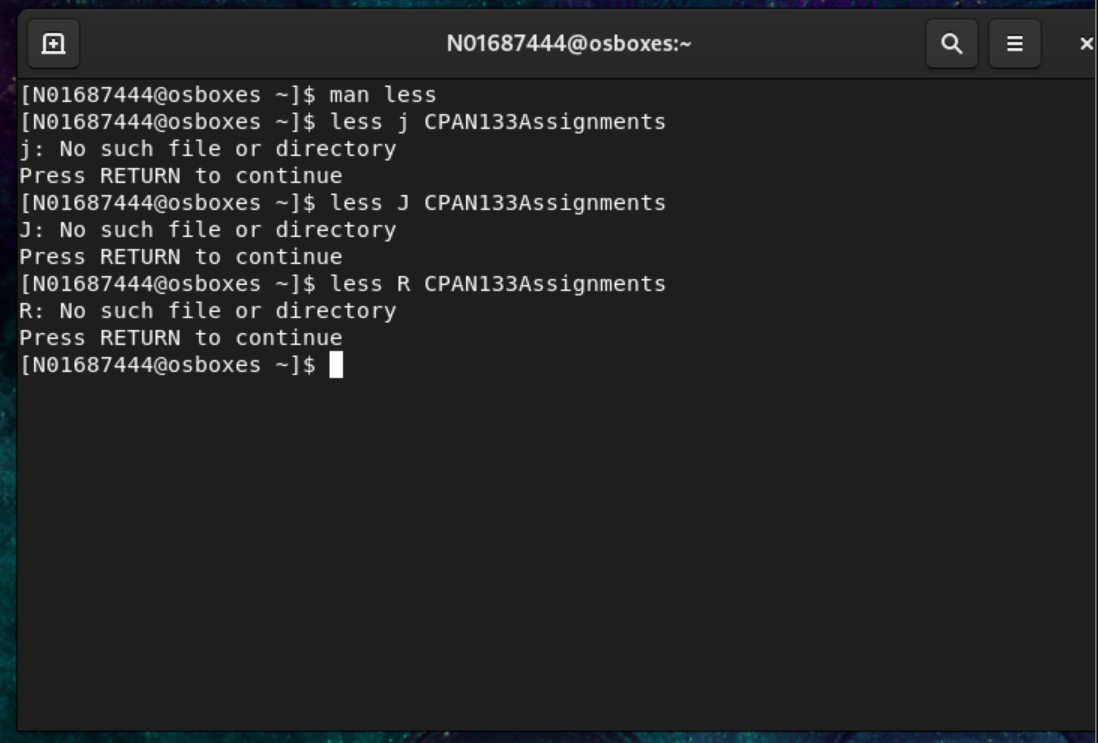 N01687444@osboxes:~
[N01687444@osboxes ~]$ man less
[N01687444@osboxes ~]$ less j CPAN133Assignments
j: No such file or directory
Press RETURN to continue
[N01687444@osboxes ~]$ less J CPAN133Assignments
J: No such file or directory
Press RETURN to continue
[N01687444@osboxes ~]$ less R CPAN133Assignments
R: No such file or directory
Press RETURN to continue
[N01687444@osboxes ~]$